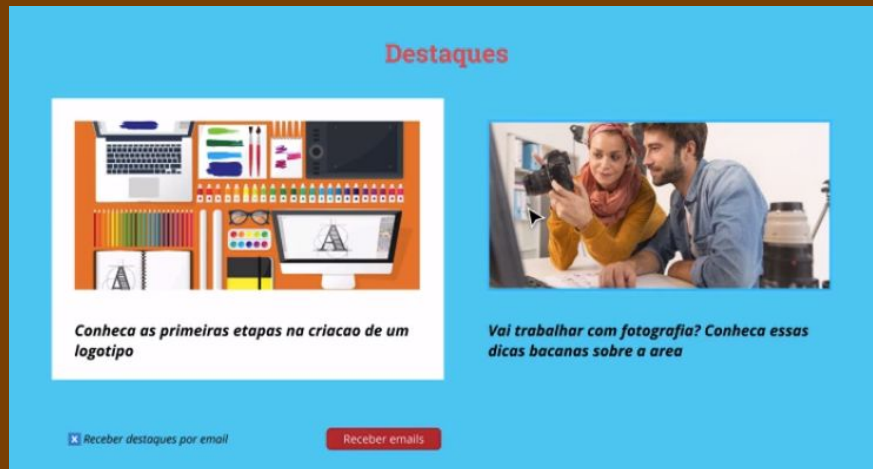 Destaques
Conheca as primeiras etapas na criacao de um
logotipo
Vai trabalhar com fotografia? Conheca essas
dicas bacanas sobre a area
Receber destaques por email
Receber emails